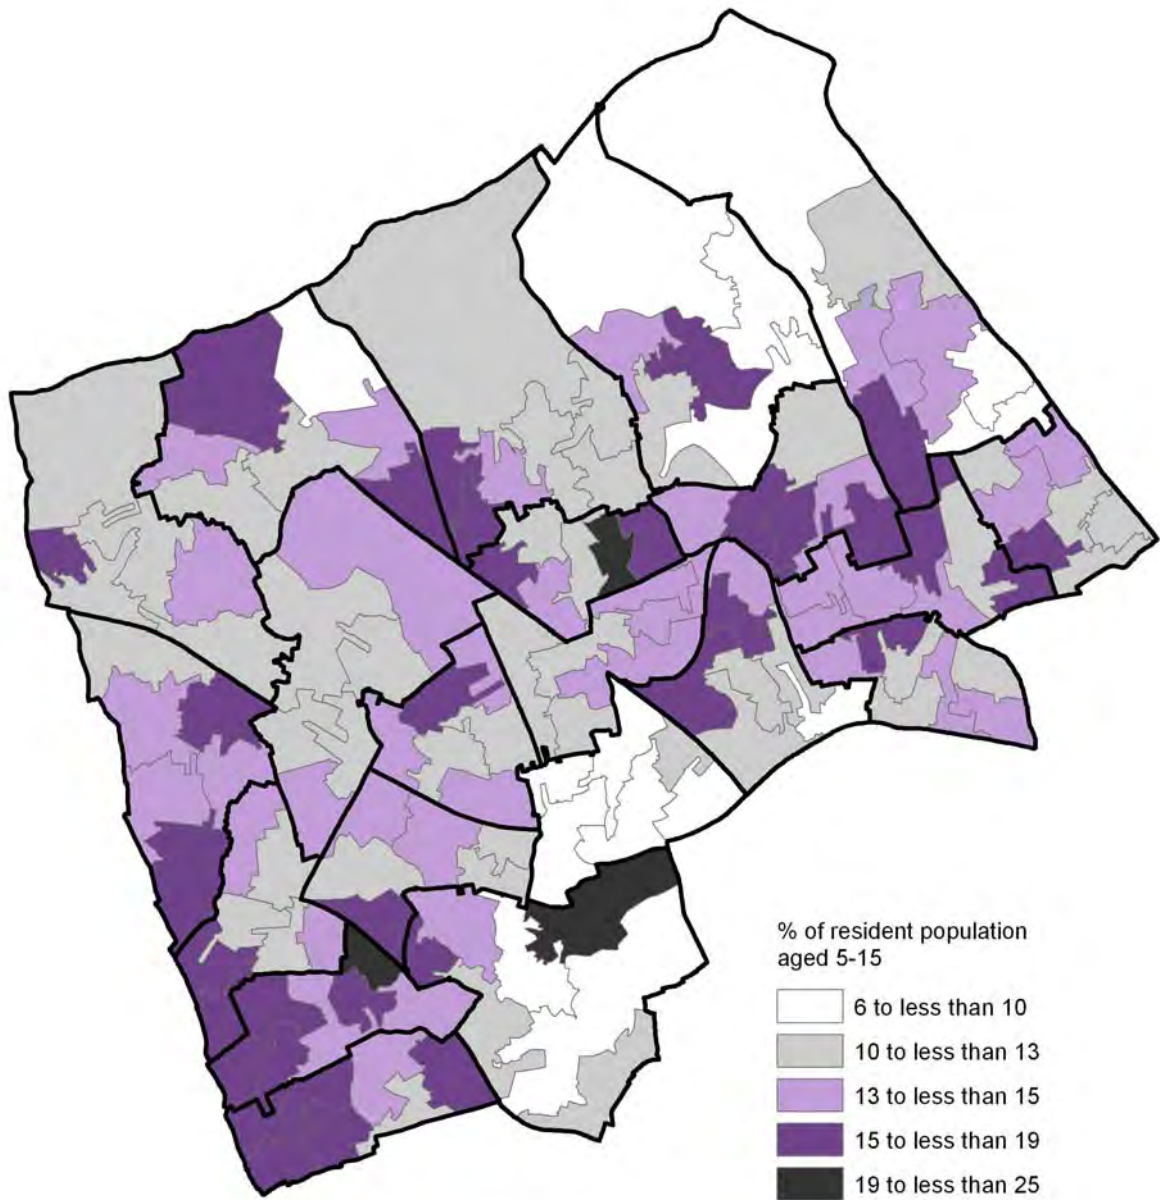 % of resident population
aged 5-15
6 to less than 10
10 to less than 13
13 to less than 15
15 to less than 19
19 to less than 25